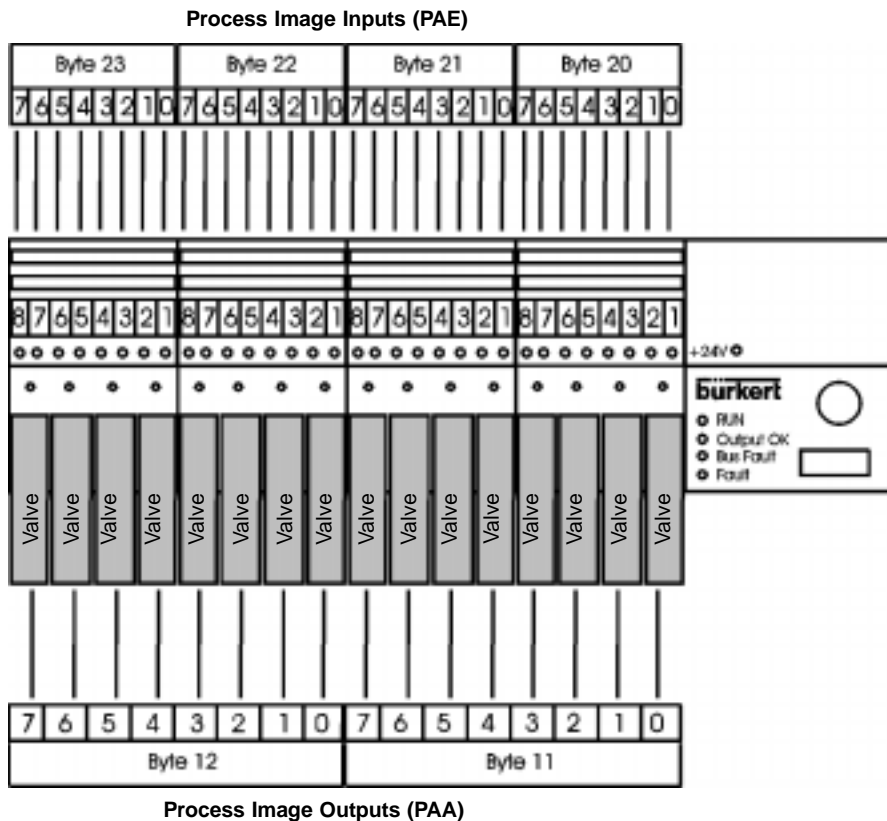 Process Image Inputs (PAE)
Byte 23 Byte 22 Byte 21 Byte 20
7 6 5 4 3 2 1 0 7 6 5 4 3 2 1 0 7 6 5 4 3 2 1 0 7 6 5 4 3 2 1 0
8 7 6 5 4 3 2 1 8 7 6 5 4 3 2 1 8 7 6 5 4 3 2 1 8 7 6 5 4 3 2 1
+24V
bürkert
RUN
Output OK
Bus Fault
Fault
Valve Valve Valve Valve Valve Valve Valve Valve Valve Valve Valve Valve Valve Valve Valve Valve
7 6 5 4 3 2 1 0 7 6 5 4 3 2 1 0
Byte 12 Byte 11
Process Image Outputs (PAA)